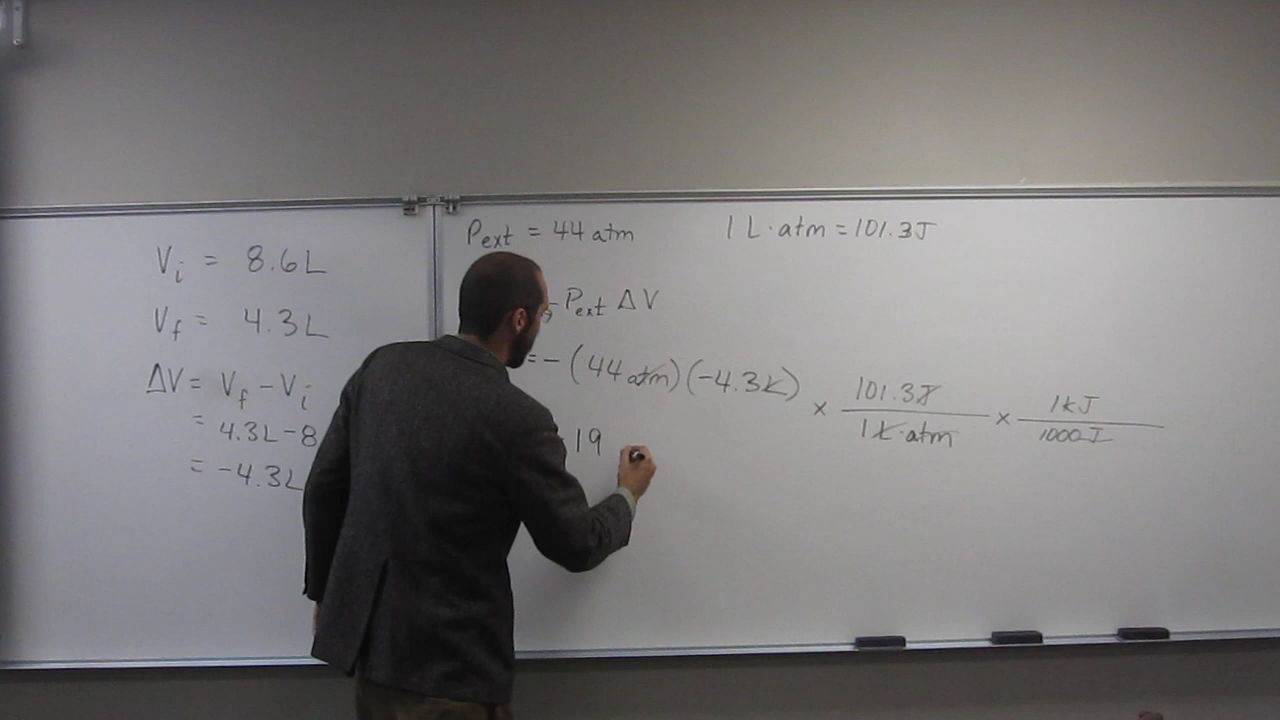 Vi = 8.6L
Vf = 4.3L
ΔV = Vf - Vi
= 4.3L - 8
= -4.3L
Pext = 44 atm
1 L·atm = 101.3J
- Pext ΔV
= - (44 atm)(-4.3L) × 101.3J / 1L·atm × 1kJ / 1000J
19